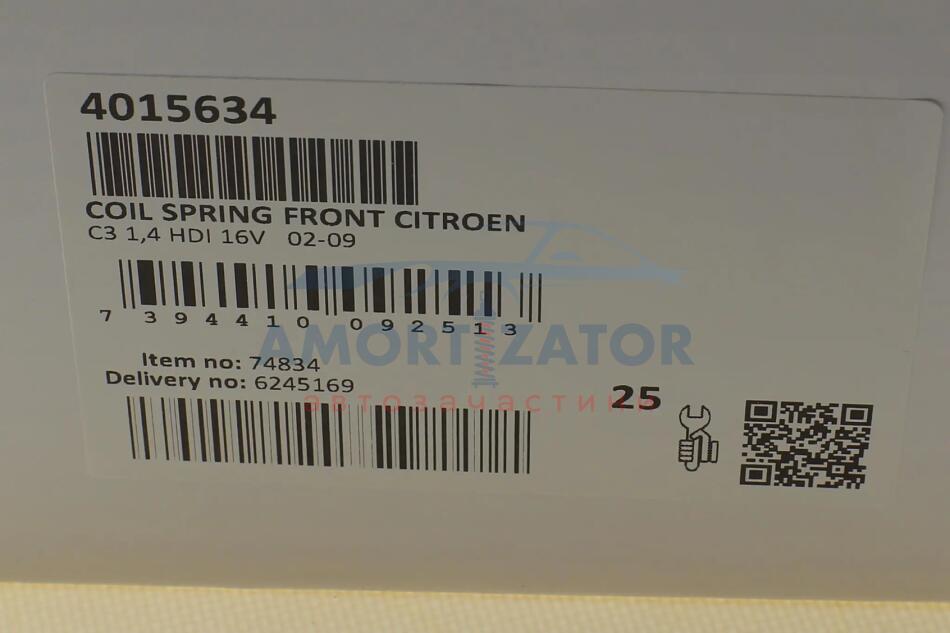 4015634
COIL SPRING FRONT CITROEN
C3 1,4 HDI 16V 02-09
7 394410 092513
AMORTIZATOR
Item no: 74834
Delivery no: 6245169
автозачастини
25